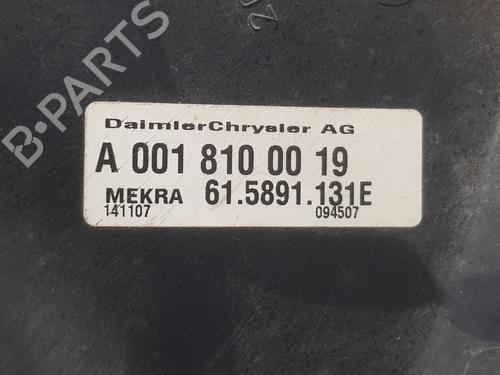 B-PARTS
DaimlerChrysler AG
A 001 810 00 19
MEKRA 61.5891.131E
141107 094507